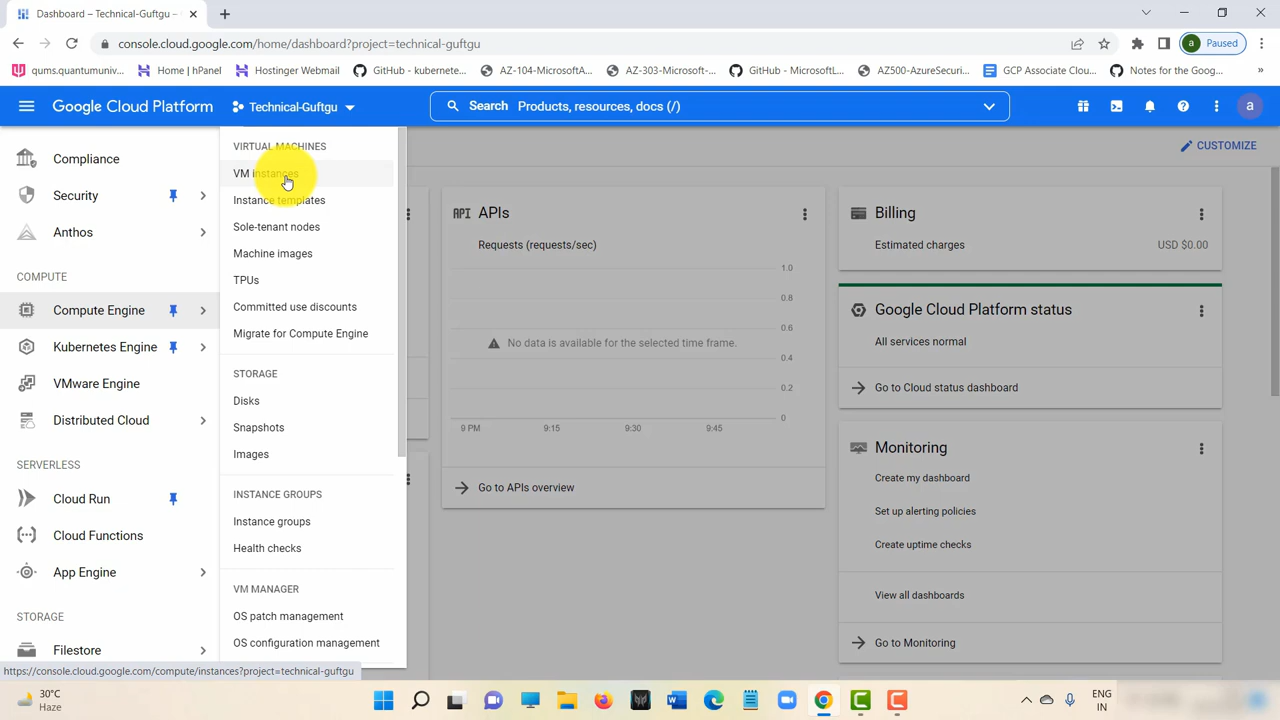 Dashboard – Technical-Guftgu –
console.cloud.google.com/home/dashboard?project=technical-guftgu
a
Paused
qums.quantumuniv...
Home | hPanel
Hostinger Webmail
GitHub - kubernete...
AZ-104-MicrosoftA...
AZ-303-Microsoft-...
GitHub - MicrosoftL...
AZ500-AzureSecuri...
GCP Associate Clou...
Notes for the Goog...
»
Google Cloud Platform
Technical-Guftgu
Search Products, resources, docs (/)
a
CUSTOMIZE
Compliance
Security
Anthos
COMPUTE
Compute Engine
Kubernetes Engine
VMware Engine
Distributed Cloud
SERVERLESS
Cloud Run
Cloud Functions
App Engine
STORAGE
Filestore
VIRTUAL MACHINES
VM instances
Instance templates
Sole-tenant nodes
Machine images
TPUs
Committed use discounts
Migrate for Compute Engine
STORAGE
Disks
Snapshots
Images
INSTANCE GROUPS
Instance groups
Health checks
VM MANAGER
OS patch management
OS configuration management
API APIs
Requests (requests/sec)
1.0
0.8
0.6
No data is available for the selected time frame.
0.4
0.2
0
9 PM 9:15 9:30 9:45
Go to APIs overview
Billing
Estimated charges USD $0.00
Google Cloud Platform status
All services normal
Go to Cloud status dashboard
Monitoring
Create my dashboard
Set up alerting policies
Create uptime checks
View all dashboards
Go to Monitoring
https://console.cloud.google.com/compute/instances?project=technical-guftgu
30°C
Haze
ENG
IN